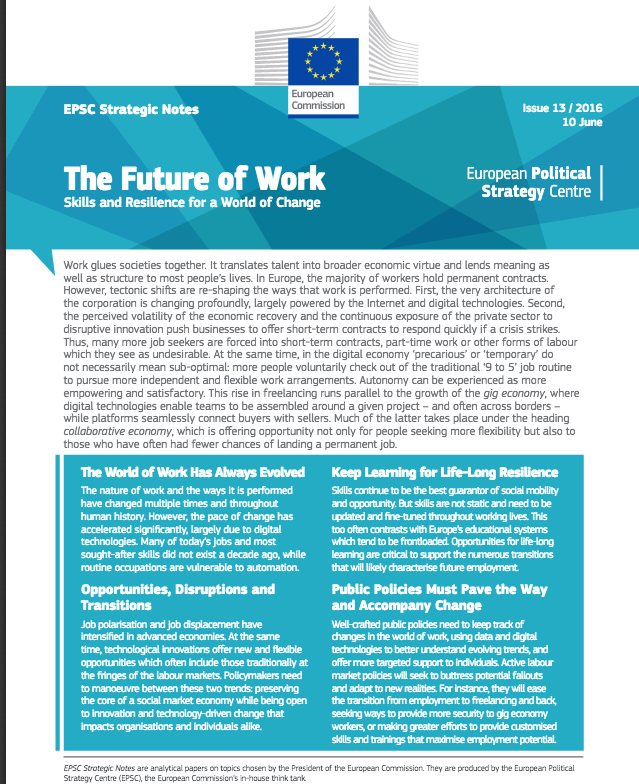 European
Commission
EPSC Strategic Notes
Issue 13 / 2016
10 June
The Future of Work
Skills and Resilience for a World of Change
European Political
Strategy Centre
Work glues societies together. It translates talent into broader economic virtue and lends meaning as
well as structure to most people's lives. In Europe, the majority of workers hold permanent contracts.
However, tectonic shifts are re-shaping the ways that work is performed. First, the very architecture of
the corporation is changing profoundly, largely powered by the Internet and digital technologies. Second,
the perceived volatility of the economic recovery and the continuous exposure of the private sector to
disruptive innovation push businesses to offer short-term contracts to respond quickly if a crisis strikes.
Thus, many more job seekers are forced into short-term contracts, part-time work or other forms of labour
which they see as undesirable. At the same time, in the digital economy 'precarious' or 'temporary' do
not necessarily mean sub-optimal: more people voluntarily check out of the traditional '9 to 5' job routine
to pursue more independent and flexible work arrangements. Autonomy can be experienced as more
empowering and satisfactory. This rise in freelancing runs parallel to the growth of the gig economy, where
digital technologies enable teams to be assembled around a given project – and often across borders –
while platforms seamlessly connect buyers with sellers. Much of the latter takes place under the heading
collaborative economy, which is offering opportunity not only for people seeking more flexibility but also to
those who have often had fewer chances of landing a permanent job.
The World of Work Has Always Evolved
The nature of work and the ways it is performed
have changed multiple times and throughout
human history. However, the pace of change has
accelerated significantly, largely due to digital
technologies. Many of today's jobs and most
sought-after skills did not exist a decade ago, while
routine occupations are vulnerable to automation.
Opportunities, Disruptions and
Transitions
Job polarisation and job displacement have
intensified in advanced economies. At the same
time, technological innovations offer new and flexible
opportunities which often include those traditionally at
the fringes of the labour markets. Policymakers need
to manoeuvre between these two trends: preserving
the core of a social market economy while being open
to innovation and technology-driven change that
impacts organisations and individuals alike.
Keep Learning for Life-Long Resilience
Skills continue to be the best guarantor of social mobility
and opportunity. But skills are not static and need to be
updated and fine-tuned throughout working lives. This
too often contrasts with Europe's educational systems
which tend to be frontloaded. Opportunities for life-long
learning are critical to support the numerous transitions
that will likely characterise future employment.
Public Policies Must Pave the Way
and Accompany Change
Well-crafted public policies need to keep track of
changes in the world of work, using data and digital
technologies to better understand evolving trends, and
offer more targeted support to individuals. Active labour
market policies will seek to buttress potential fallouts
and adapt to new realities. For instance, they will ease
the transition from employment to freelancing and back,
seeking ways to provide more security to gig economy
workers, or making greater efforts to provide customised
skills and trainings that maximise employment potential.
EPSC Strategic Notes are analytical papers on topics chosen by the President of the European Commission. They are produced by the European Political
Strategy Centre (EPSC), the European Commission's in-house think tank.